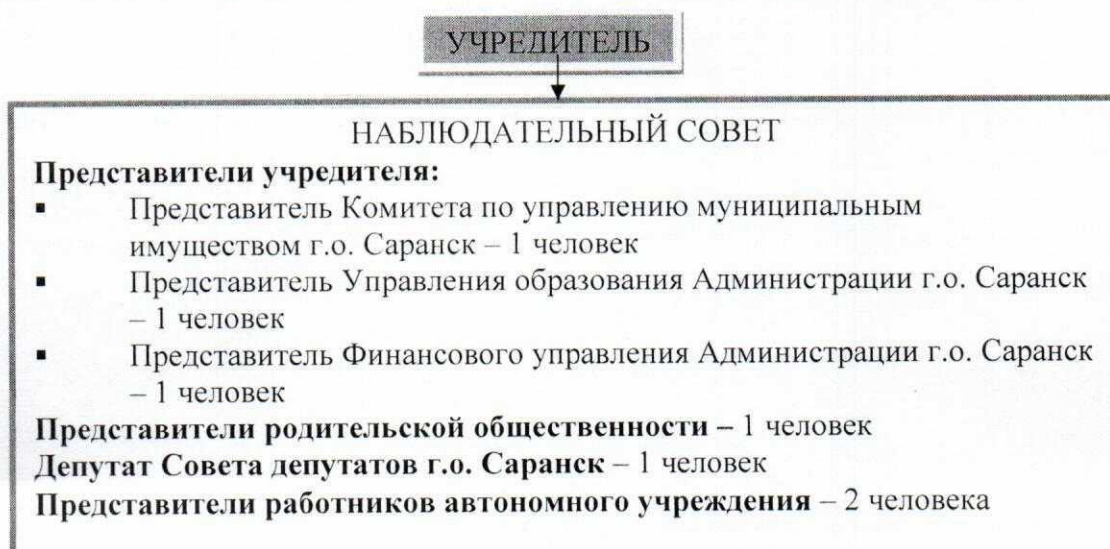 УЧРЕДИТЕЛЬ
НАБЛЮДАТЕЛЬНЫЙ СОВЕТ
Представители учредителя:
▪ Представитель Комитета по управлению муниципальным
имуществом г.о. Саранск – 1 человек
▪ Представитель Управления образования Администрации г.о. Саранск
– 1 человек
▪ Представитель Финансового управления Администрации г.о. Саранск
– 1 человек
Представители родительской общественности – 1 человек
Депутат Совета депутатов г.о. Саранск – 1 человек
Представители работников автономного учреждения – 2 человека